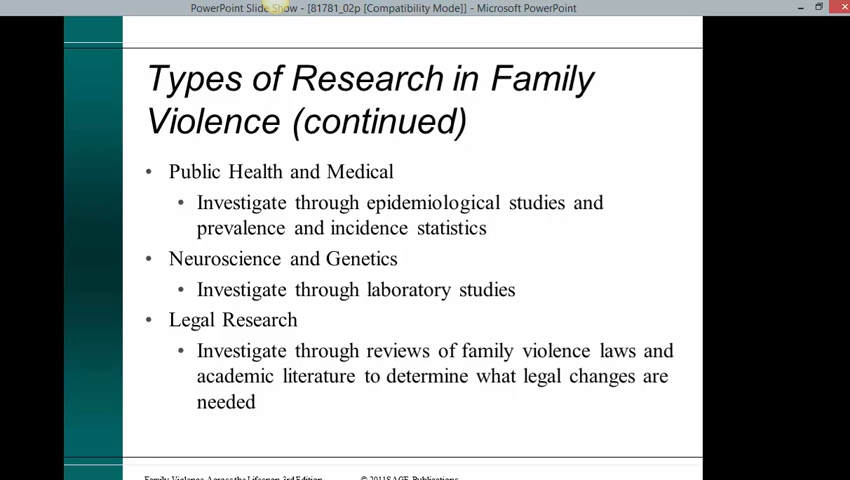 PowerPoint Slide Show - [81781_02p [Compatibility Mode]] - Microsoft PowerPoint
Types of Research in Family
Violence (continued)
• Public Health and Medical
• Investigate through epidemiological studies and
prevalence and incidence statistics
• Neuroscience and Genetics
• Investigate through laboratory studies
• Legal Research
• Investigate through reviews of family violence laws and
academic literature to determine what legal changes are
needed
Family Violence Across the Lifespan 3rd Edition © 2011SAGE Publications